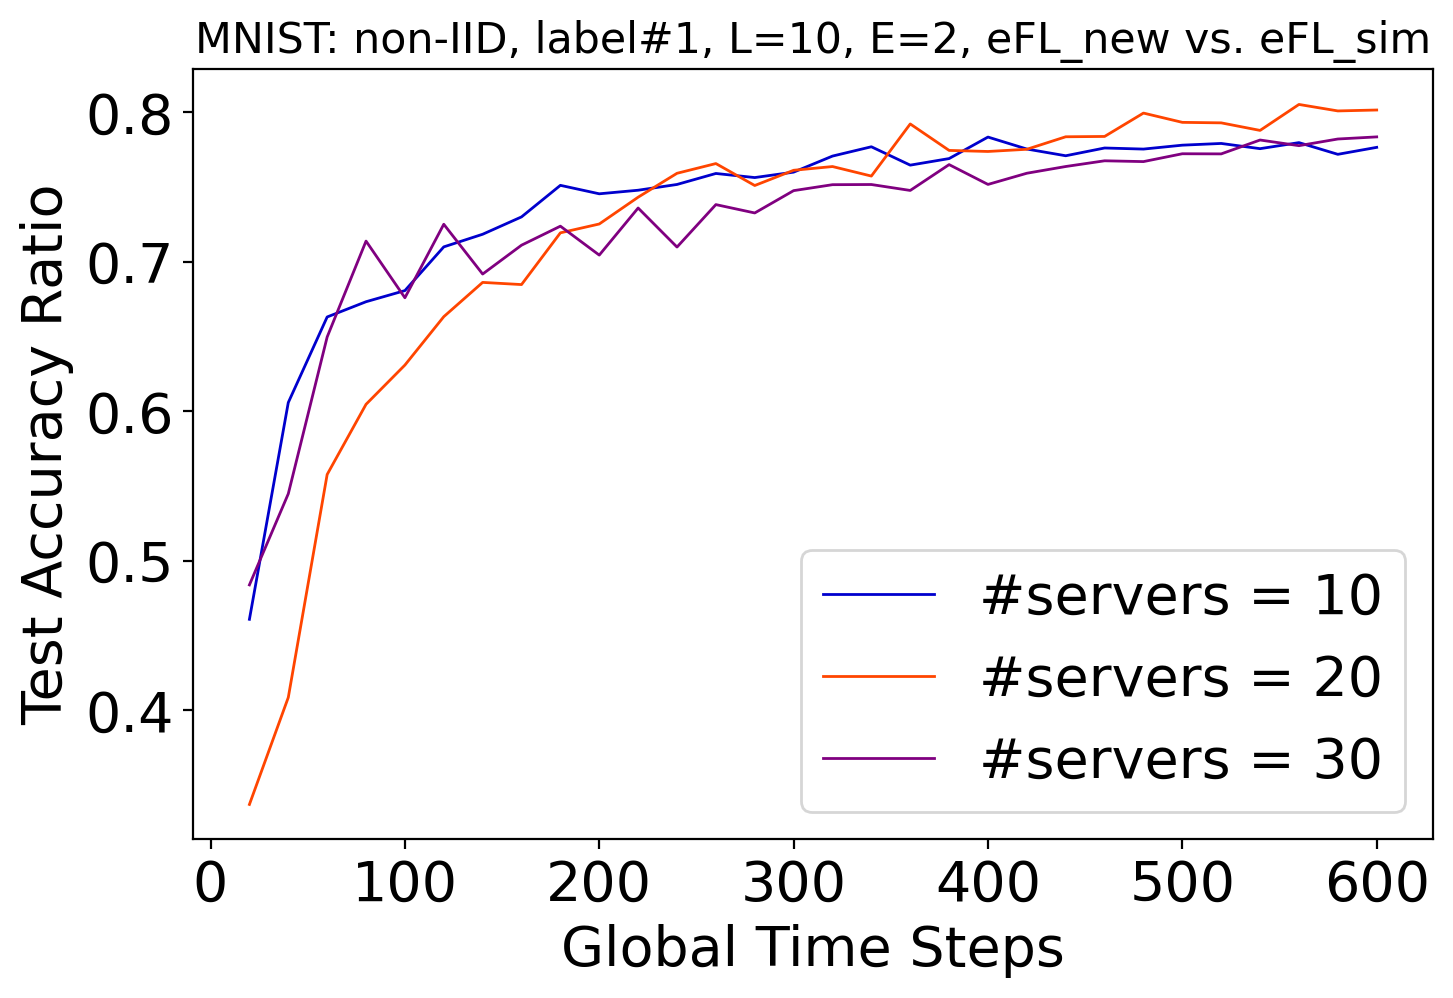 MNIST: non-IID, label#1, L=10, E=2, eFL_new vs. eFL_sim
Test Accuracy Ratio
0.8
0.7
0.6
0.5
0.4
#servers = 10
#servers = 20
#servers = 30
0 100 200 300 400 500 600
Global Time Steps